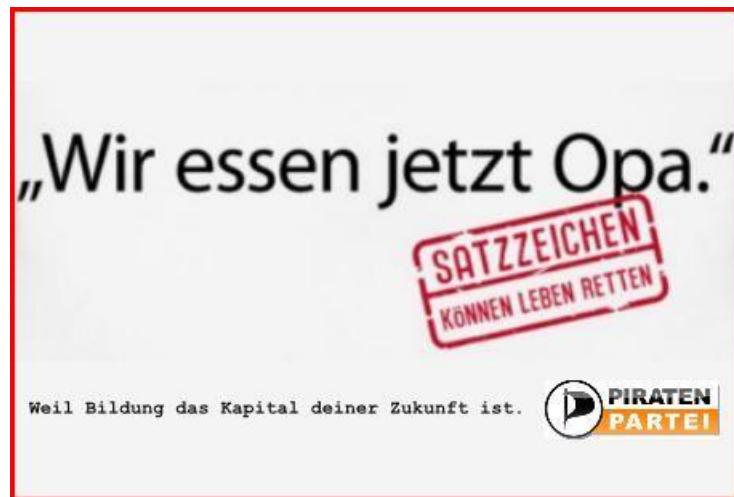 „Wir essen jetzt Opa.“
SATZZEICHEN
KÖNNEN LEBEN RETTEN
Weil Bildung das Kapital deiner Zukunft ist.
PIRATEN
PARTEI